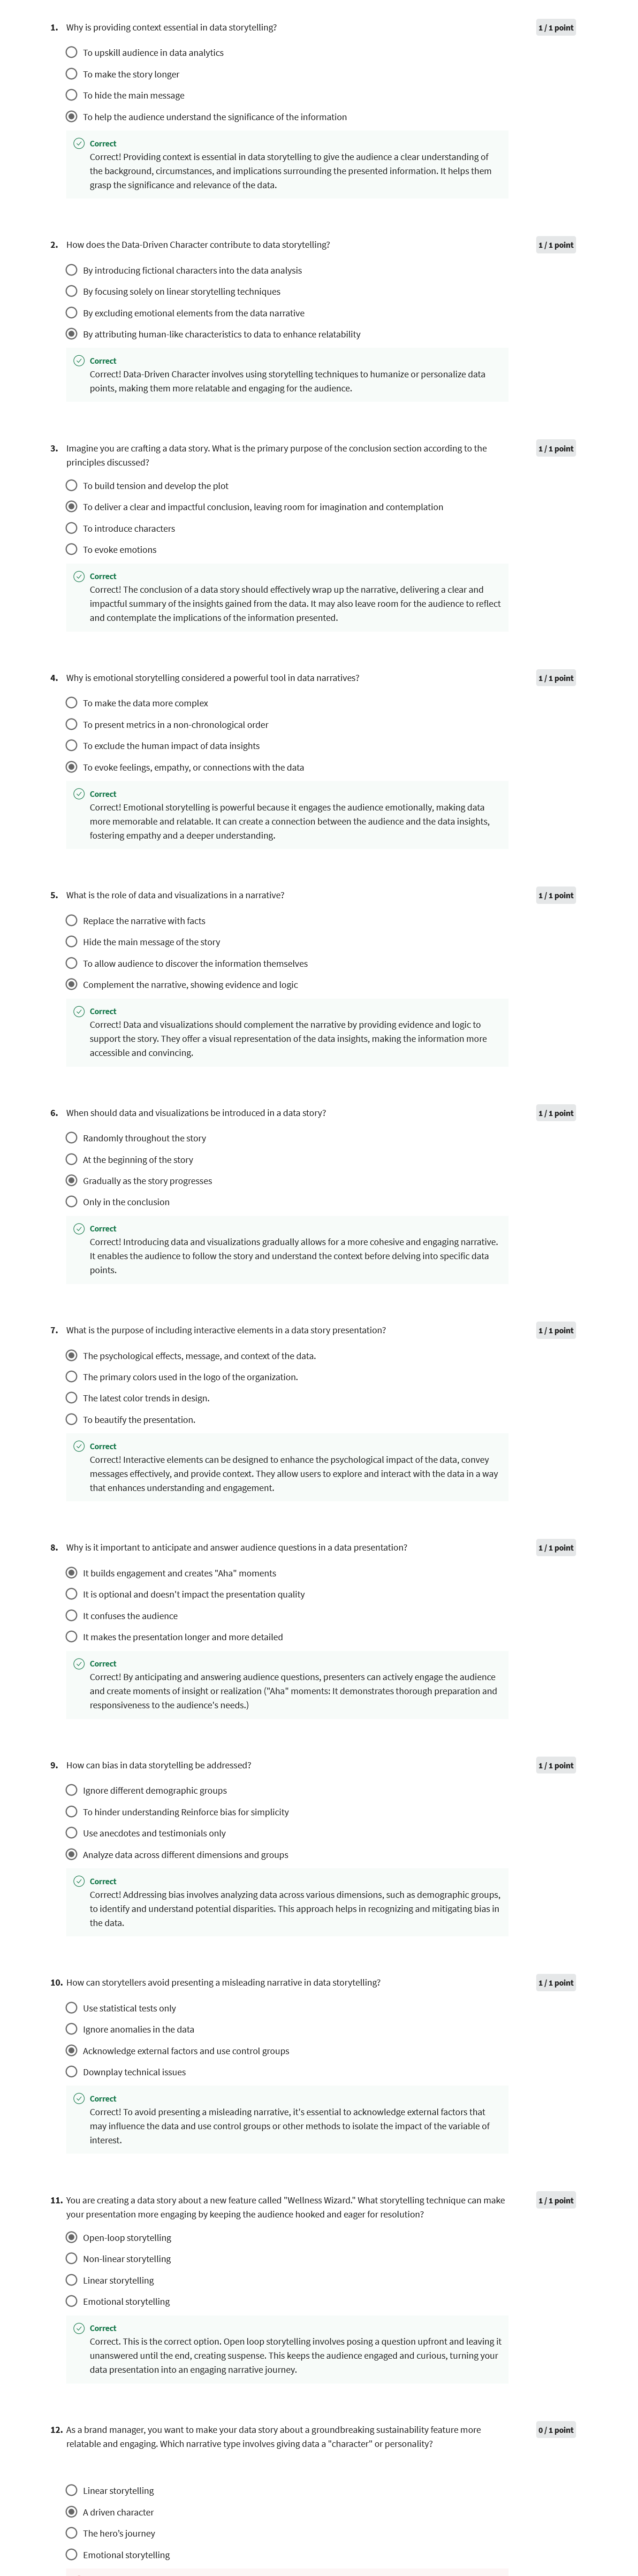 1. Why is providing context essential in data storytelling?
1 / 1 point
To upskill audience in data analytics
To make the story longer
To hide the main message
To help the audience understand the significance of the information
Correct
Correct! Providing context is essential in data storytelling to give the audience a clear understanding of
the background, circumstances, and implications surrounding the presented information. It helps them
grasp the significance and relevance of the data.
2. How does the Data-Driven Character contribute to data storytelling?
1 / 1 point
By introducing fictional characters into the data analysis
By focusing solely on linear storytelling techniques
By excluding emotional elements from the data narrative
By attributing human-like characteristics to data to enhance relatability
Correct
Correct! Data-Driven Character involves using storytelling techniques to humanize or personalize data
points, making them more relatable and engaging for the audience.
3. Imagine you are crafting a data story. What is the primary purpose of the conclusion section according to the
principles discussed?
1 / 1 point
To build tension and develop the plot
To deliver a clear and impactful conclusion, leaving room for imagination and contemplation
To introduce characters
To evoke emotions
Correct
Correct! The conclusion of a data story should effectively wrap up the narrative, delivering a clear and
impactful summary of the insights gained from the data. It may also leave room for the audience to reflect
and contemplate the implications of the information presented.
4. Why is emotional storytelling considered a powerful tool in data narratives?
1 / 1 point
To make the data more complex
To present metrics in a non-chronological order
To exclude the human impact of data insights
To evoke feelings, empathy, or connections with the data
Correct
Correct! Emotional storytelling is powerful because it engages the audience emotionally, making data
more memorable and relatable. It can create a connection between the audience and the data insights,
fostering empathy and a deeper understanding.
5. What is the role of data and visualizations in a narrative?
1 / 1 point
Replace the narrative with facts
Hide the main message of the story
To allow audience to discover the information themselves
Complement the narrative, showing evidence and logic
Correct
Correct! Data and visualizations should complement the narrative by providing evidence and logic to
support the story. They offer a visual representation of the data insights, making the information more
accessible and convincing.
6. When should data and visualizations be introduced in a data story?
1 / 1 point
Randomly throughout the story
At the beginning of the story
Gradually as the story progresses
Only in the conclusion
Correct
Correct! Introducing data and visualizations gradually allows for a more cohesive and engaging narrative.
It enables the audience to follow the story and understand the context before delving into specific data
points.
7. What is the purpose of including interactive elements in a data story presentation?
1 / 1 point
The psychological effects, message, and context of the data.
The primary colors used in the logo of the organization.
The latest color trends in design.
To beautify the presentation.
Correct
Correct! Interactive elements can be designed to enhance the psychological impact of the data, convey
messages effectively, and provide context. They allow users to explore and interact with the data in a way
that enhances understanding and engagement.
8. Why is it important to anticipate and answer audience questions in a data presentation?
1 / 1 point
It builds engagement and creates "Aha" moments
It is optional and doesn't impact the presentation quality
It confuses the audience
It makes the presentation longer and more detailed
Correct
Correct! By anticipating and answering audience questions, presenters can actively engage the audience
and create moments of insight or realization ("Aha" moments: It demonstrates thorough preparation and
responsiveness to the audience's needs.)
9. How can bias in data storytelling be addressed?
1 / 1 point
Ignore different demographic groups
To hinder understanding Reinforce bias for simplicity
Use anecdotes and testimonials only
Analyze data across different dimensions and groups
Correct
Correct! Addressing bias involves analyzing data across various dimensions, such as demographic groups,
to identify and understand potential disparities. This approach helps in recognizing and mitigating bias in
the data.
10. How can storytellers avoid presenting a misleading narrative in data storytelling?
1 / 1 point
Use statistical tests only
Ignore anomalies in the data
Acknowledge external factors and use control groups
Downplay technical issues
Correct
Correct! To avoid presenting a misleading narrative, it's essential to acknowledge external factors that
may influence the data and use control groups or other methods to isolate the impact of the variable of
interest.
11. You are creating a data story about a new feature called "Wellness Wizard." What storytelling technique can make
your presentation more engaging by keeping the audience hooked and eager for resolution?
1 / 1 point
Open-loop storytelling
Non-linear storytelling
Linear storytelling
Emotional storytelling
Correct
Correct. This is the correct option. Open loop storytelling involves posing a question upfront and leaving it
unanswered until the end, creating suspense. This keeps the audience engaged and curious, turning your
data presentation into an engaging narrative journey.
12. As a brand manager, you want to make your data story about a groundbreaking sustainability feature more
relatable and engaging. Which narrative type involves giving data a "character" or personality?
0 / 1 point
Linear storytelling
A driven character
The hero's journey
Emotional storytelling